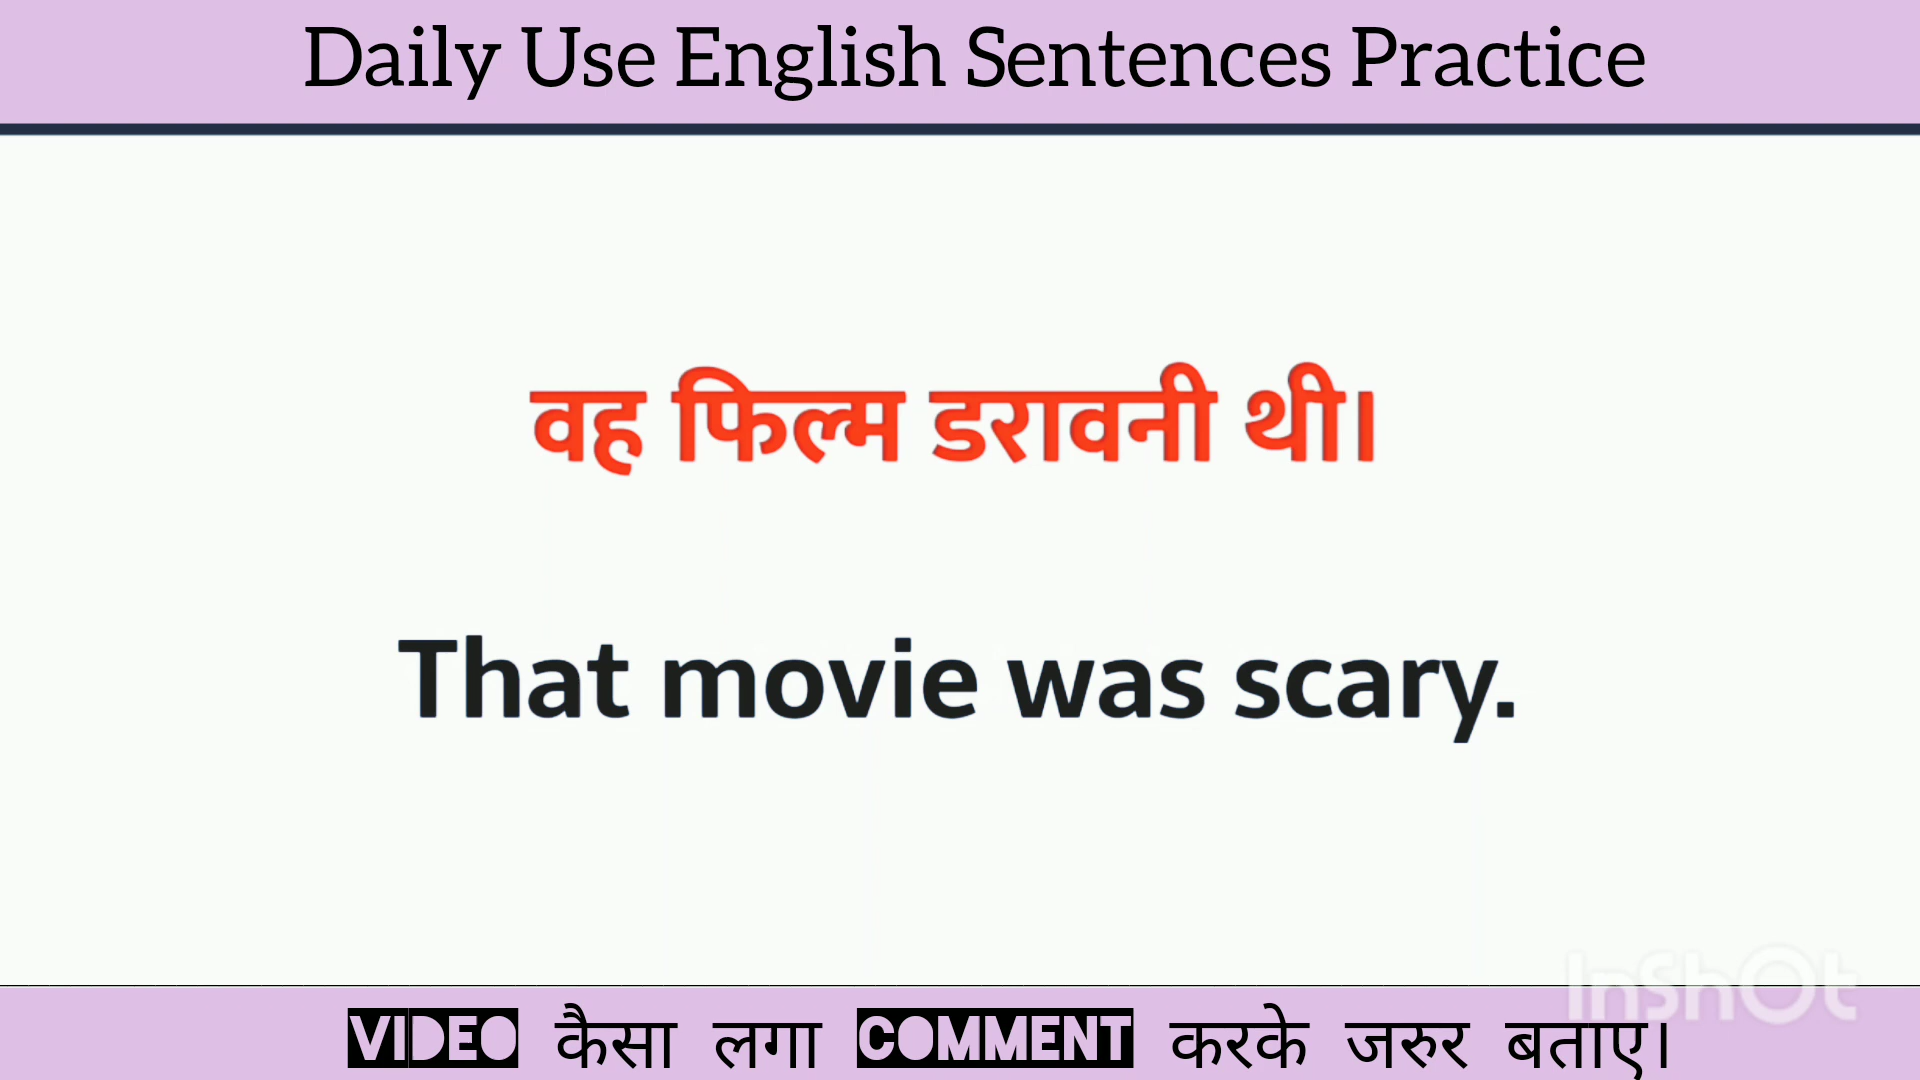 Daily Use English Sentences Practice
वह फिल्म डरावनी थी।
That movie was scary.
InShOt
VIDEO कैसा लगा COMMENT करके जरुर बताए।